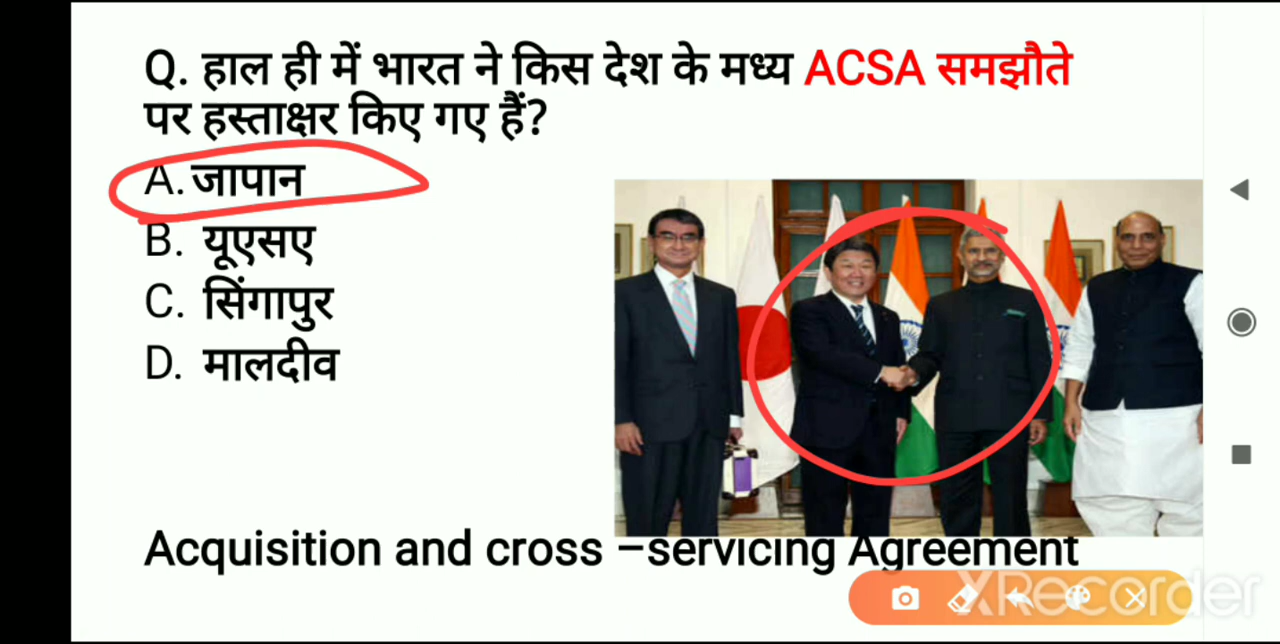 Q. हाल ही में भारत ने किस देश के मध्य ACSA समझौते
पर हस्ताक्षर किए गए हैं?
A. जापान
B. यूएसए
C. सिंगापुर
D. मालदीव
Acquisition and cross –servicing Agreement
XRecorder